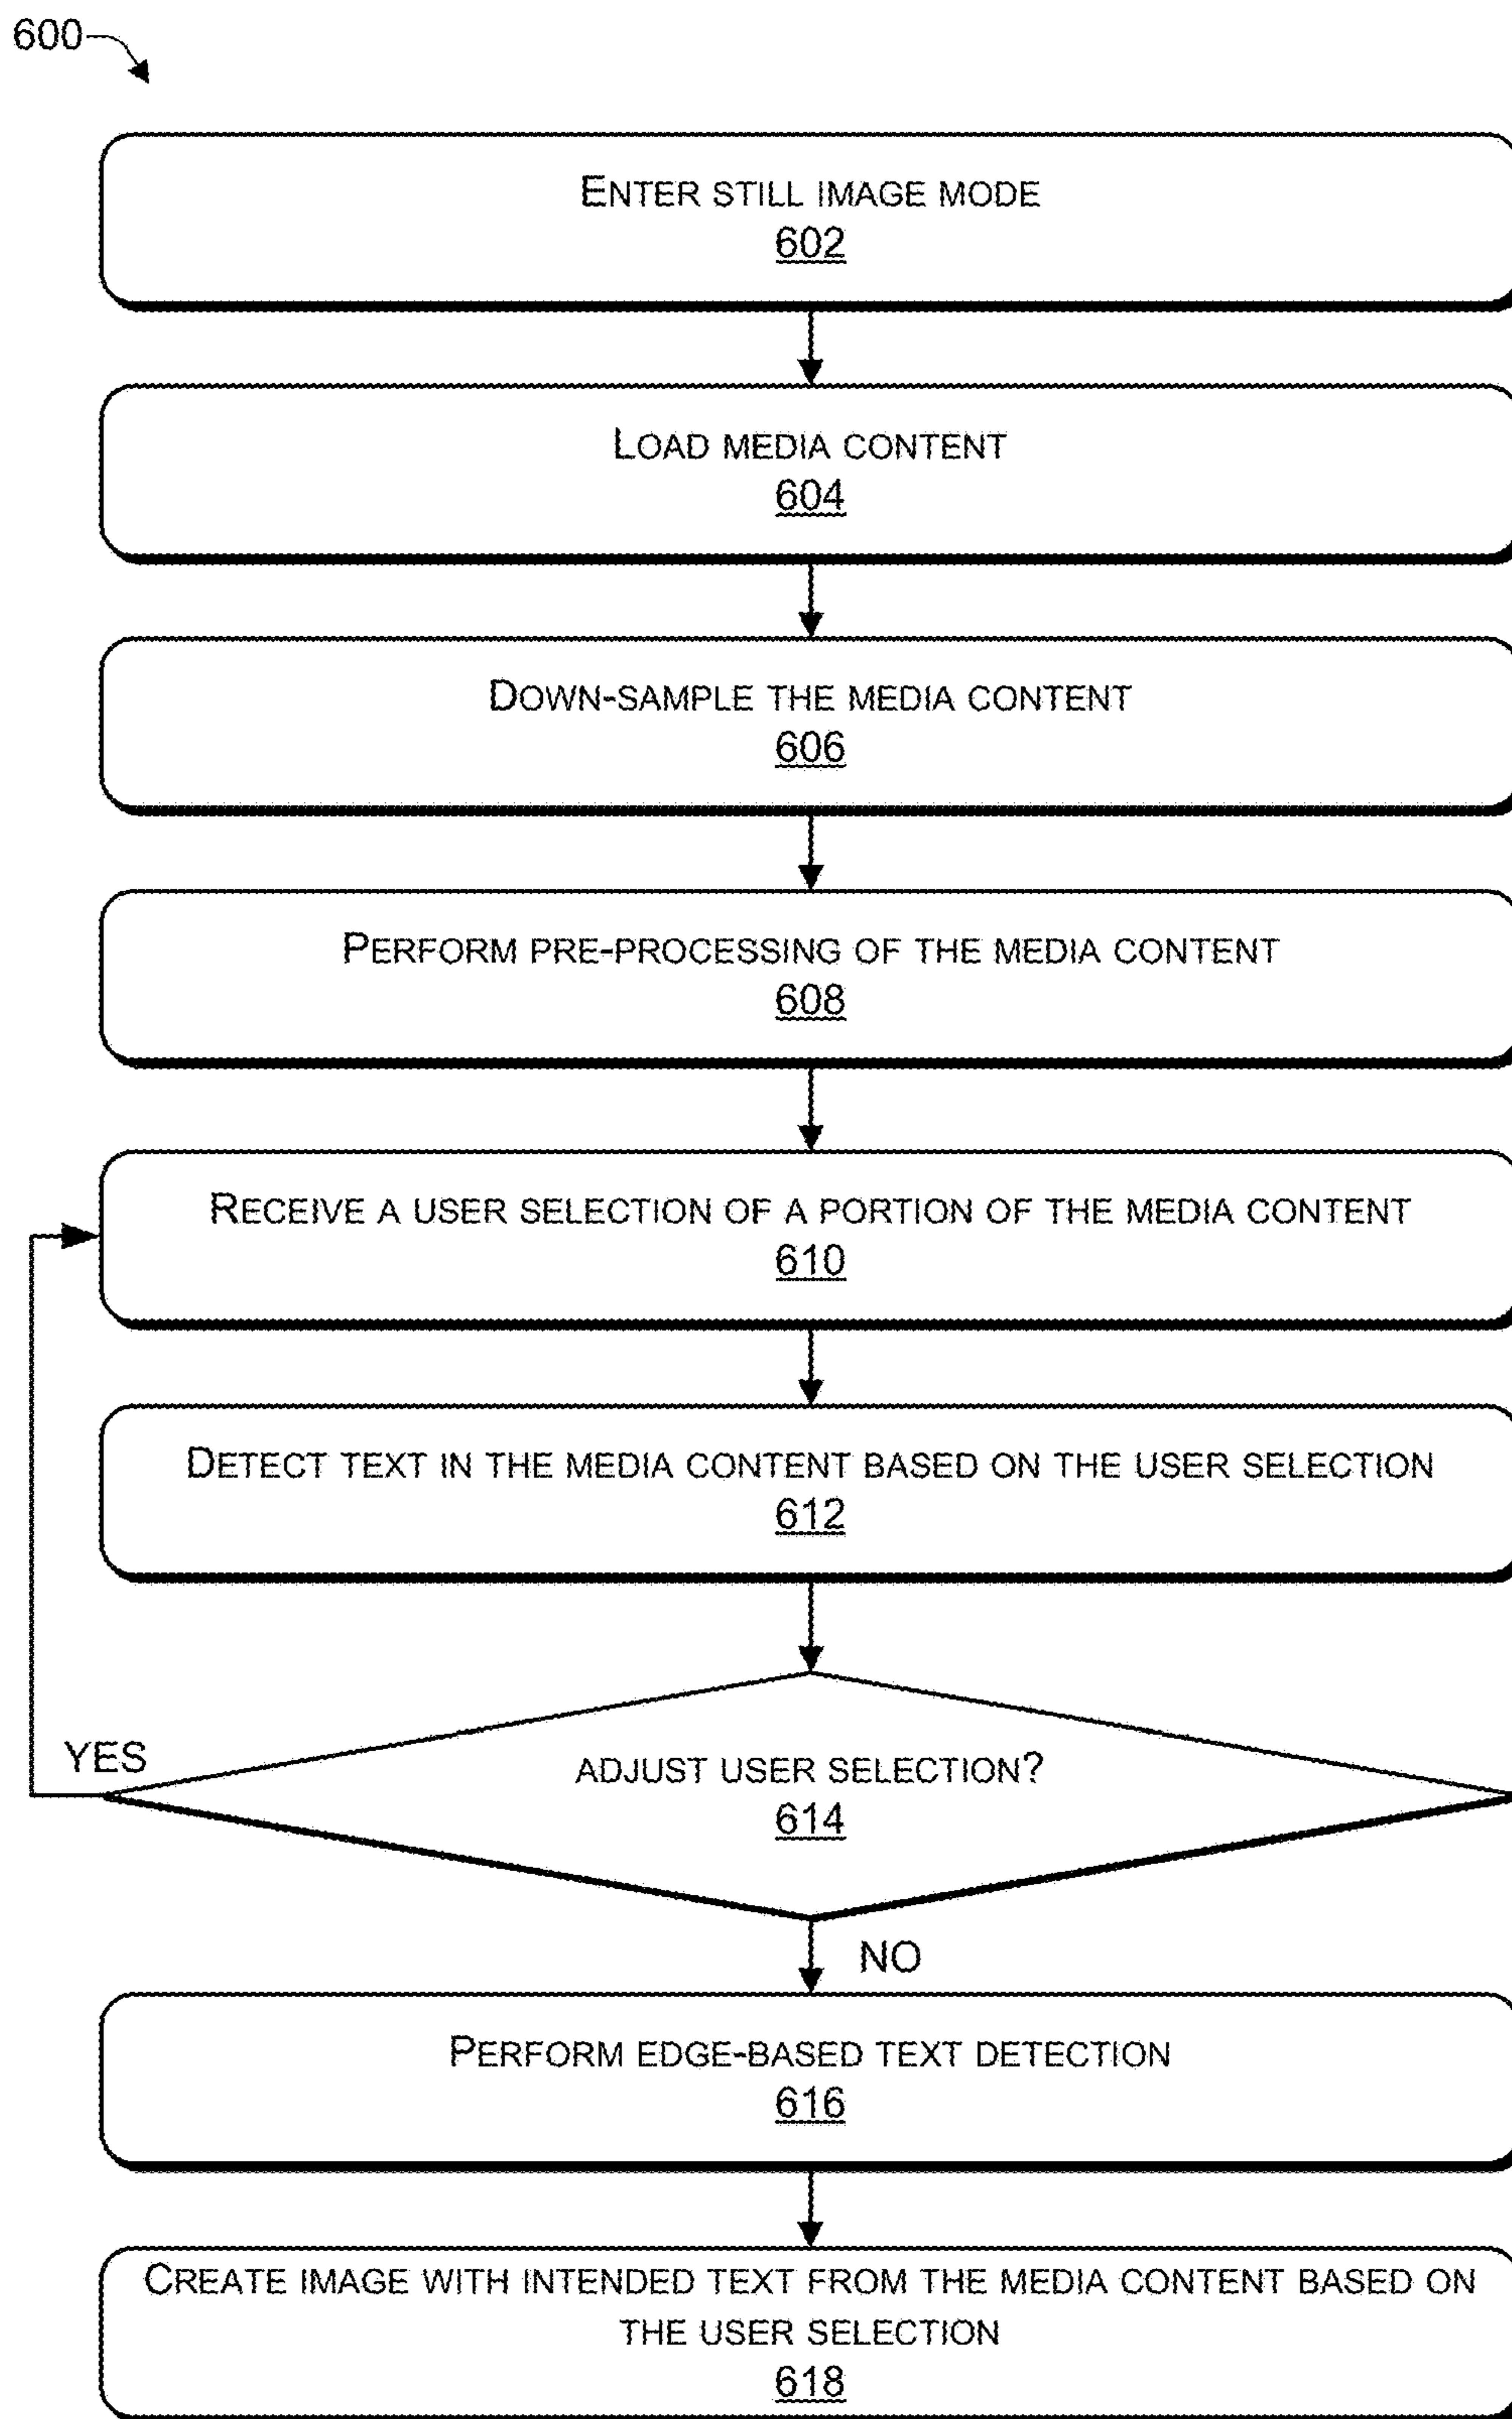 600
ENTER STILL IMAGE MODE
602
LOAD MEDIA CONTENT
604
DOWN-SAMPLE THE MEDIA CONTENT
606
PERFORM PRE-PROCESSING OF THE MEDIA CONTENT
608
RECEIVE A USER SELECTION OF A PORTION OF THE MEDIA CONTENT
610
DETECT TEXT IN THE MEDIA CONTENT BASED ON THE USER SELECTION
612
YES
ADJUST USER SELECTION?
614
NO
PERFORM EDGE-BASED TEXT DETECTION
616
CREATE IMAGE WITH INTENDED TEXT FROM THE MEDIA CONTENT BASED ON
THE USER SELECTION
618